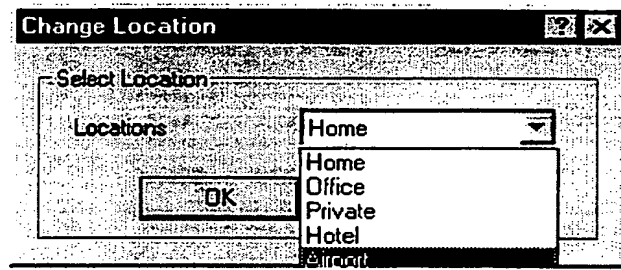 Change Location
Select Location
Locations
Home
Home
Office
OK
Private
Hotel
Airport